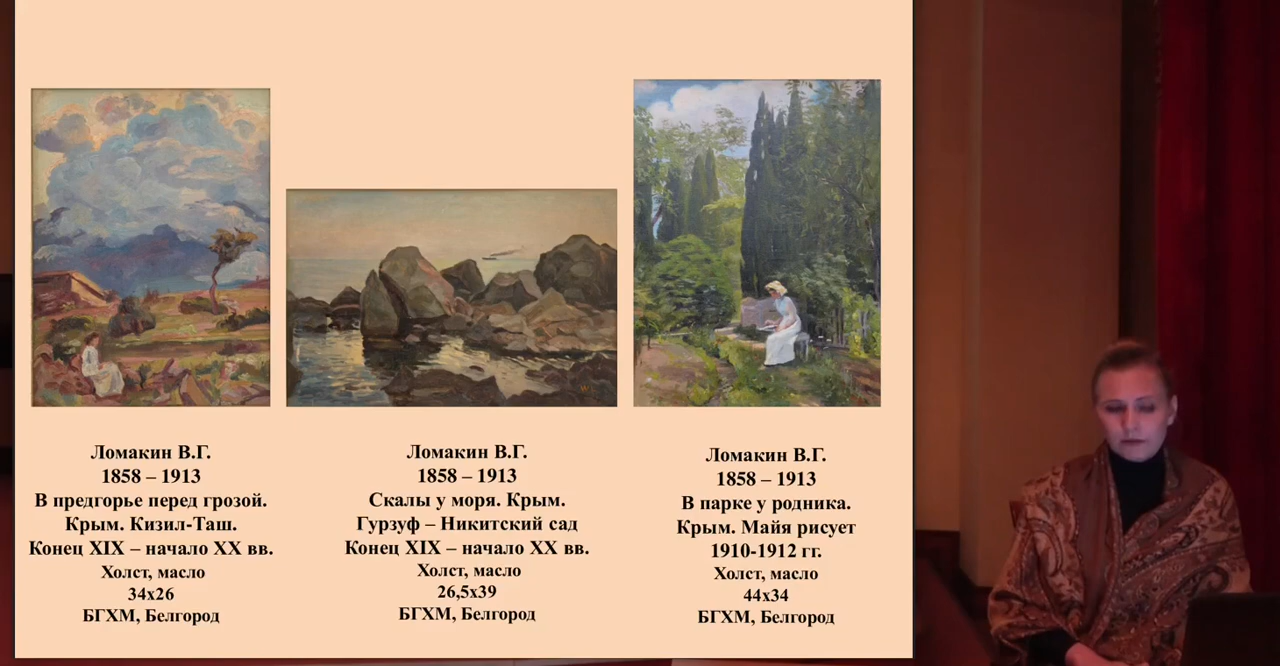 Ломакин В.Г.
1858 – 1913
В предгорье перед грозой.
Крым. Кизил-Таш.
Конец XIX – начало XX вв.
Холст, масло
34х26
БГХМ, Белгород
Ломакин В.Г.
1858 – 1913
Скалы у моря. Крым.
Гурзуф – Никитский сад
Конец XIX – начало XX вв.
Холст, масло
26,5х39
БГХМ, Белгород
Ломакин В.Г.
1858 – 1913
В парке у родника.
Крым. Майя рисует
1910-1912 гг.
Холст, масло
44х34
БГХМ, Белгород